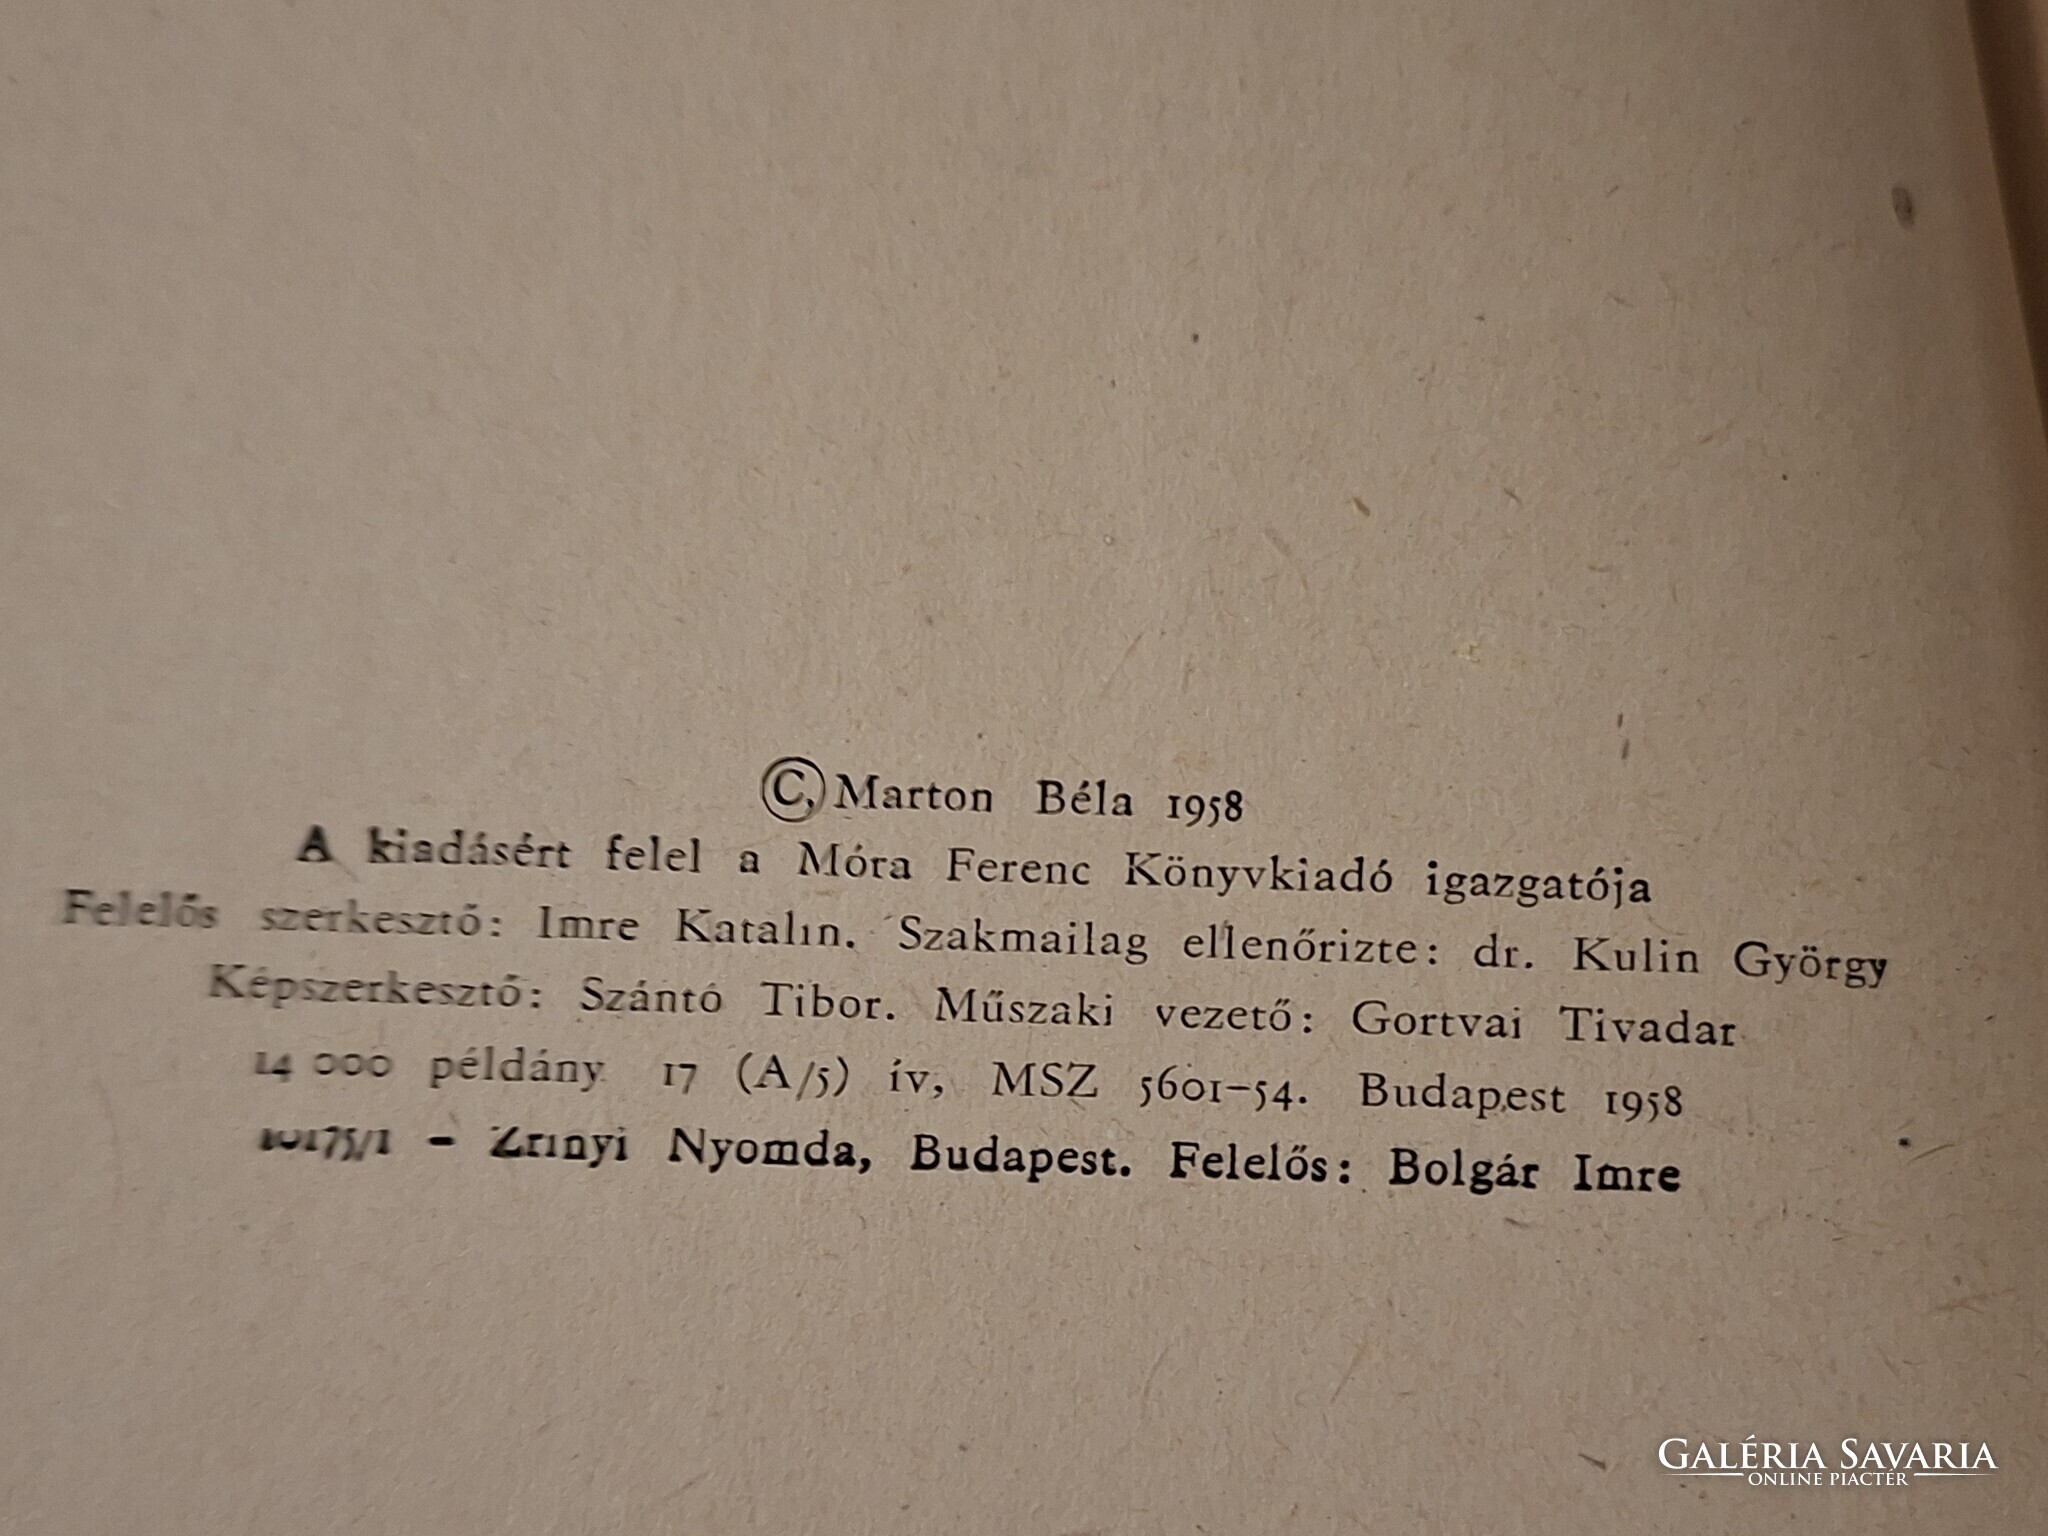 © Marton Béla 1958
A kiadásért felel a Móra Ferenc Könyvkiadó igazgatója
Felelős szerkesztő: Imre Katalin. Szakmailag ellenőrizte: dr. Kulin György
Képszerkesztő: Szántó Tibor. Műszaki vezető: Gortvai Tivadar
14 000 példány 17 (A/5) ív, MSZ 5601–54. Budapest 1958
10175/1 – Zrínyi Nyomda, Budapest. Felelős: Bolgár Imre
GALÉRIA SAVARIA
ONLINE PIACTÉR